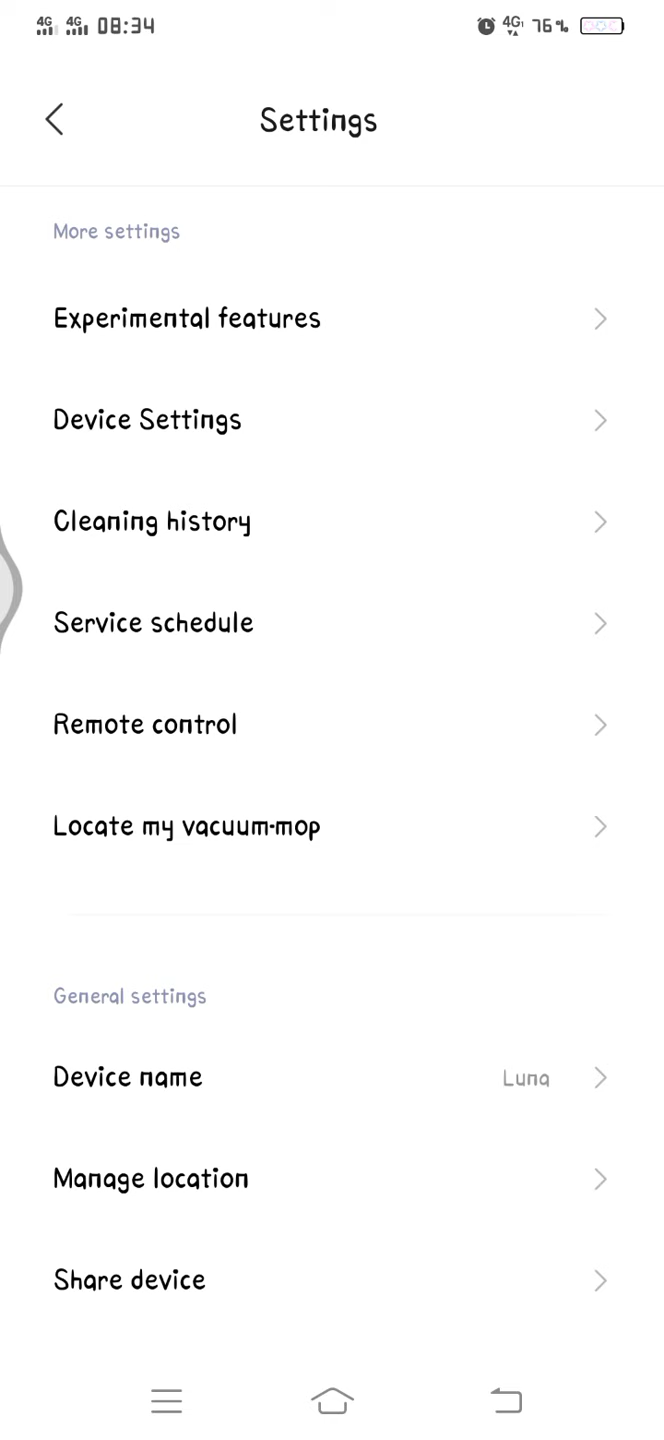 4G 4G 08:34 4G 76%
Settings
More settings
Experimental features
Device Settings
Cleaning history
Service schedule
Remote control
Locate my vacuum-mop
General settings
Device name Luna
Manage location
Share device